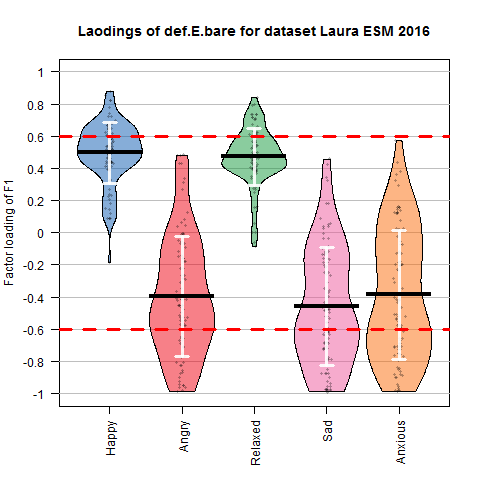 Laodings of def.E.bare for dataset Laura ESM 2016
Factor loading of F1
1
0.8
0.6
0.4
0.2
0
-0.2
-0.4
-0.6
-0.8
-1
Happy
Angry
Relaxed
Sad
Anxious